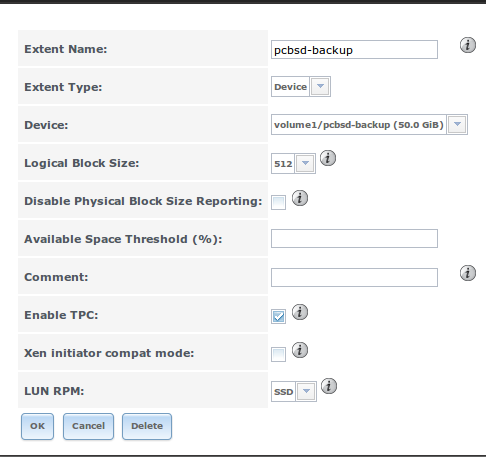 Extent Name: pcbsd-backup
Extent Type: Device
Device: volume1/pcbsd-backup (50.0 GiB)
Logical Block Size: 512
Disable Physical Block Size Reporting:
Available Space Threshold (%):
Comment:
Enable TPC:
Xen initiator compat mode:
LUN RPM: SSD
OK Cancel Delete